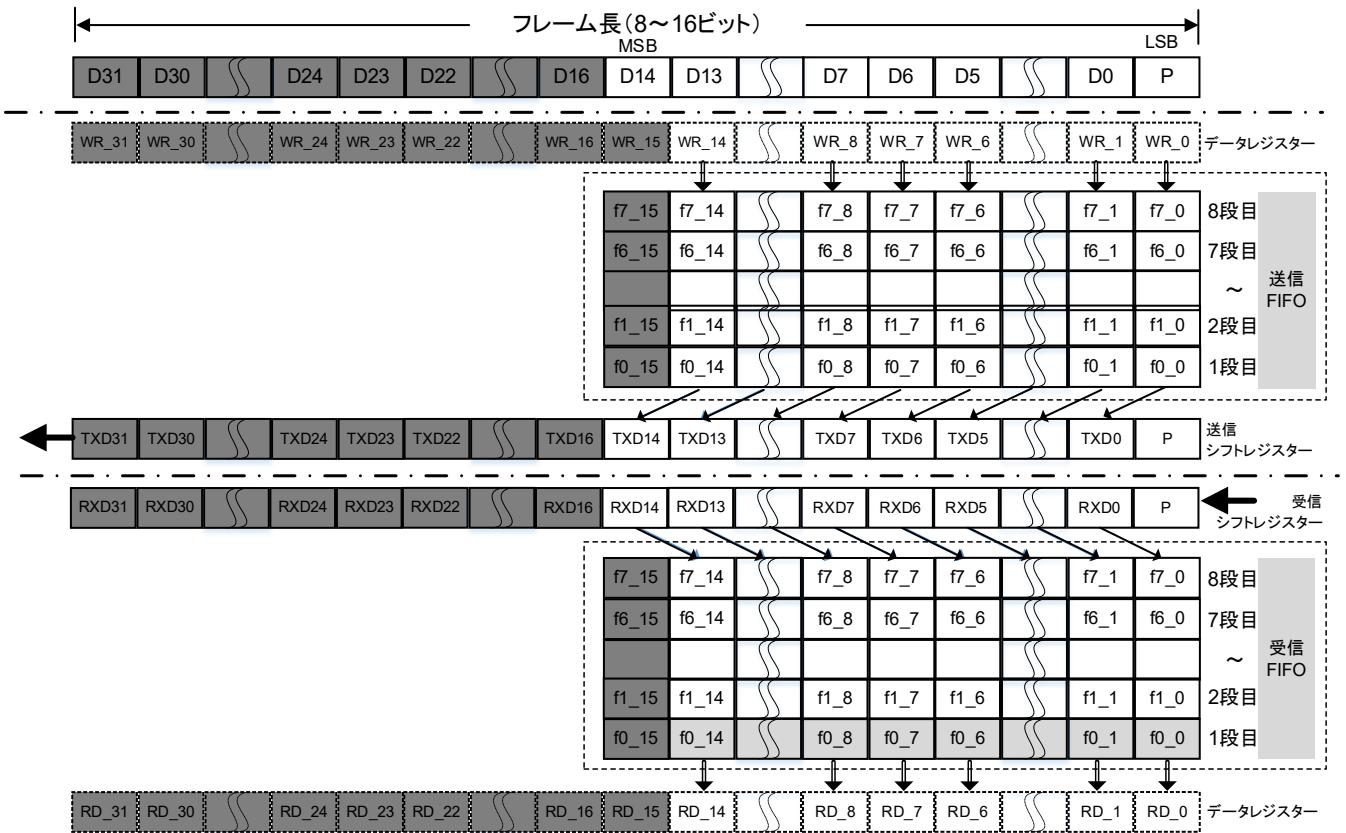 フレーム長(8～16ビット)
MSB LSB
D31 D30 D24 D23 D22 D16 D14 D13 D7 D6 D5 D0 P
WR_31 WR_30 WR_24 WR_23 WR_22 WR_16 WR_15 WR_14 WR_8 WR_7 WR_6 WR_1 WR_0 データレジスター
f7_15 f7_14 f7_8 f7_7 f7_6 f7_1 f7_0 8段目
f6_15 f6_14 f6_8 f6_7 f6_6 f6_1 f6_0 7段目
～
送信
FIFO
f1_15 f1_14 f1_8 f1_7 f1_6 f1_1 f1_0 2段目
f0_15 f0_14 f0_8 f0_7 f0_6 f0_1 f0_0 1段目
TXD31 TXD30 TXD24 TXD23 TXD22 TXD16 TXD14 TXD13 TXD7 TXD6 TXD5 TXD0 P
送信
シフトレジスター
RXD31 RXD30 RXD24 RXD23 RXD22 RXD16 RXD14 RXD13 RXD7 RXD6 RXD5 RXD0 P
受信
シフトレジスター
f7_15 f7_14 f7_8 f7_7 f7_6 f7_1 f7_0 8段目
f6_15 f6_14 f6_8 f6_7 f6_6 f6_1 f6_0 7段目
～
受信
FIFO
f1_15 f1_14 f1_8 f1_7 f1_6 f1_1 f1_0 2段目
f0_15 f0_14 f0_8 f0_7 f0_6 f0_1 f0_0 1段目
RD_31 RD_30 RD_24 RD_23 RD_22 RD_16 RD_15 RD_14 RD_8 RD_7 RD_6 RD_1 RD_0 データレジスター